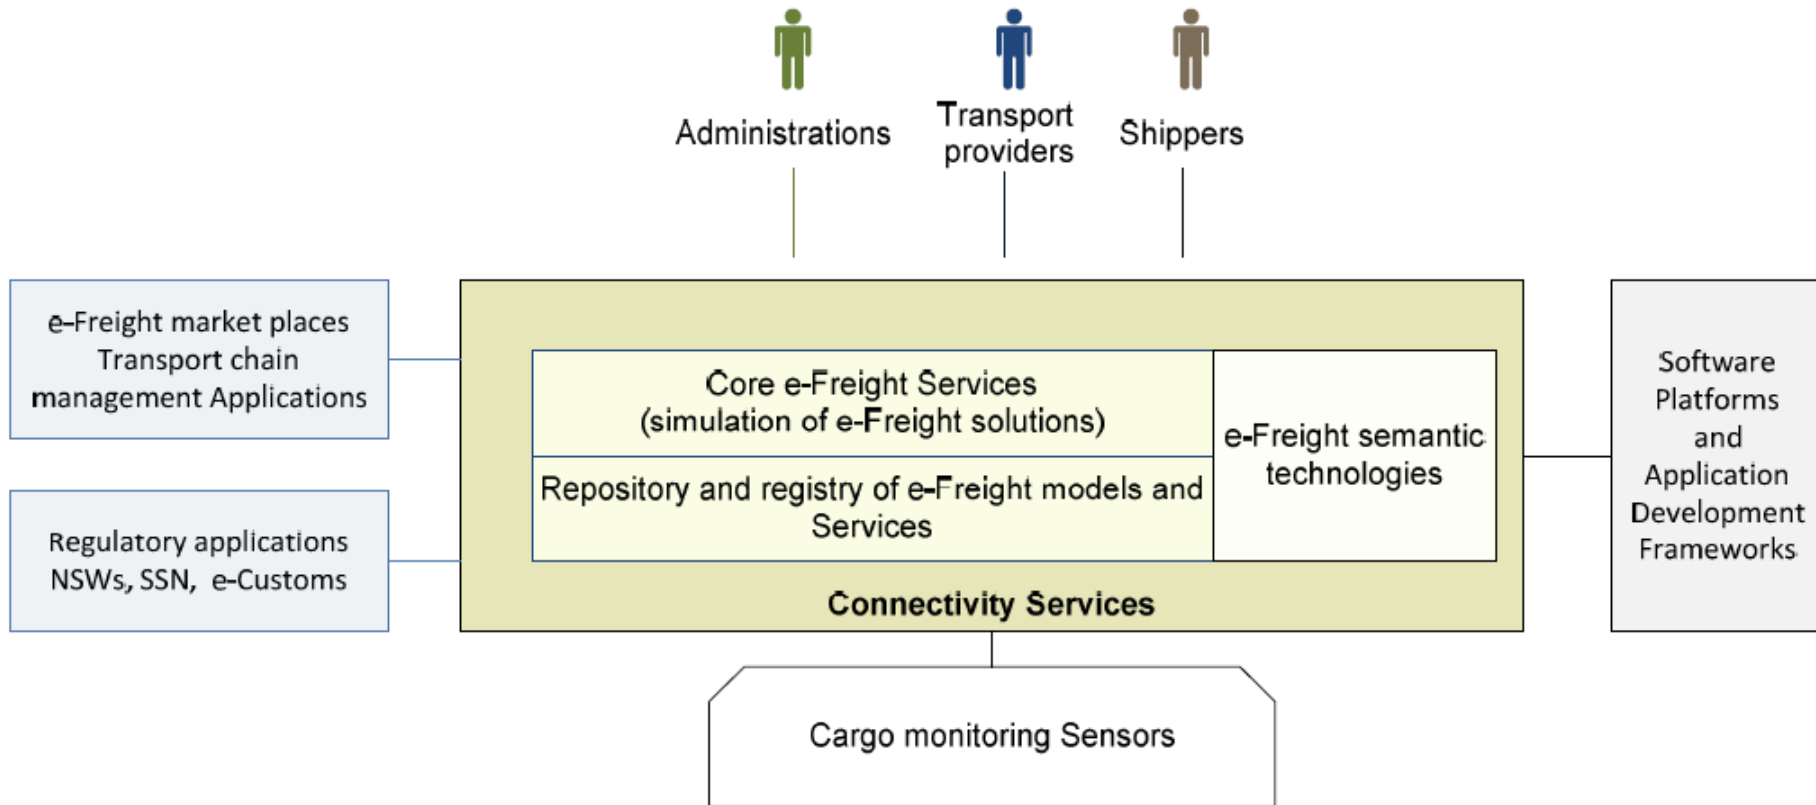 Administrations
Transport
providers
Shippers
e-Freight market places
Transport chain
management Applications
Regulatory applications
NSWs, SSN, e-Customs
Core e-Freight Services
(simulation of e-Freight solutions)
Repository and registry of e-Freight models and
Services
e-Freight semantic
technologies
Connectivity Services
Software
Platforms
and
Application
Development
Frameworks
Cargo monitoring Sensors